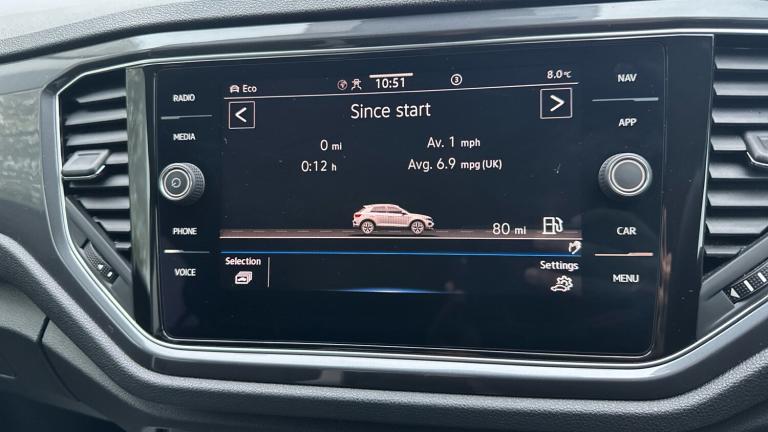 RADIO
MEDIA
PHONE
VOICE
Eco
10:51
3
8.0°C
< Since start >
0 mi
Av. 1 mph
0:12 h
Avg. 6.9 mpg (UK)
80 mi
Selection
Settings
NAV
APP
CAR
MENU